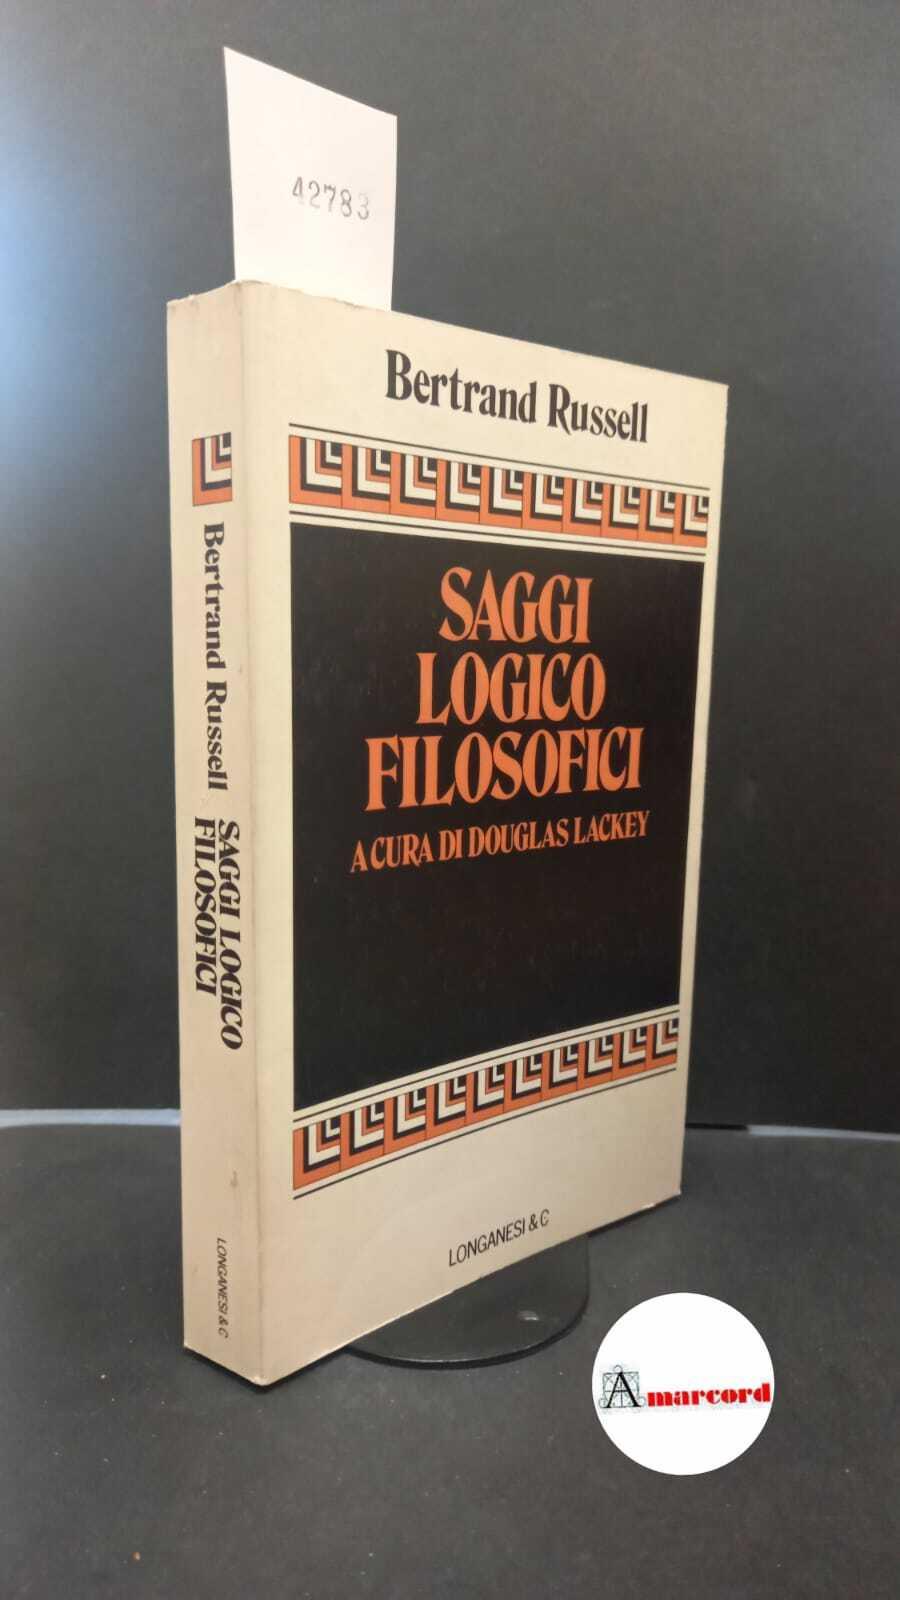 42783
Bertrand Russell
SAGGI
LOGICO
FILOSOFICI
A CURA DI DOUGLAS LACKEY
LONGANESI & C
Bertrand Russell
SAGGI LOGICO
FILOSOFICI
LONGANESI & C
Amarcord